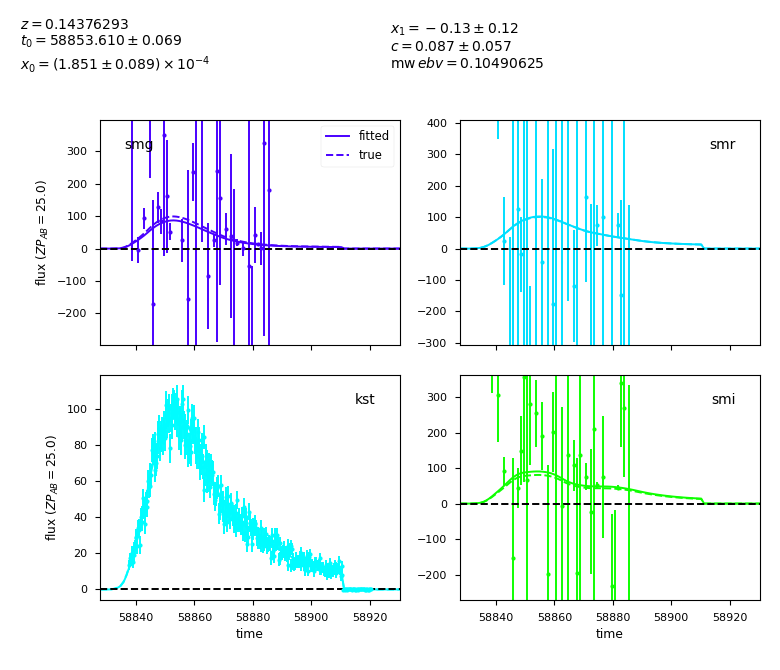 z = 0.14376293
t₀ = 58853.610 ± 0.069
x₀ = (1.851 ± 0.089) × 10⁻⁴
x₁ = −0.13 ± 0.12
c = 0.087 ± 0.057
mw ebv = 0.10490625
smg
fitted
true
300
200
100
0
−100
−200
flux (ZP_AB = 25.0)
smr
400
300
200
100
0
−100
−200
−300
kst
100
80
60
40
20
0
flux (ZP_AB = 25.0)
58840 58860 58880 58900 58920
time
smi
300
200
100
0
−100
−200
58840 58860 58880 58900 58920
time